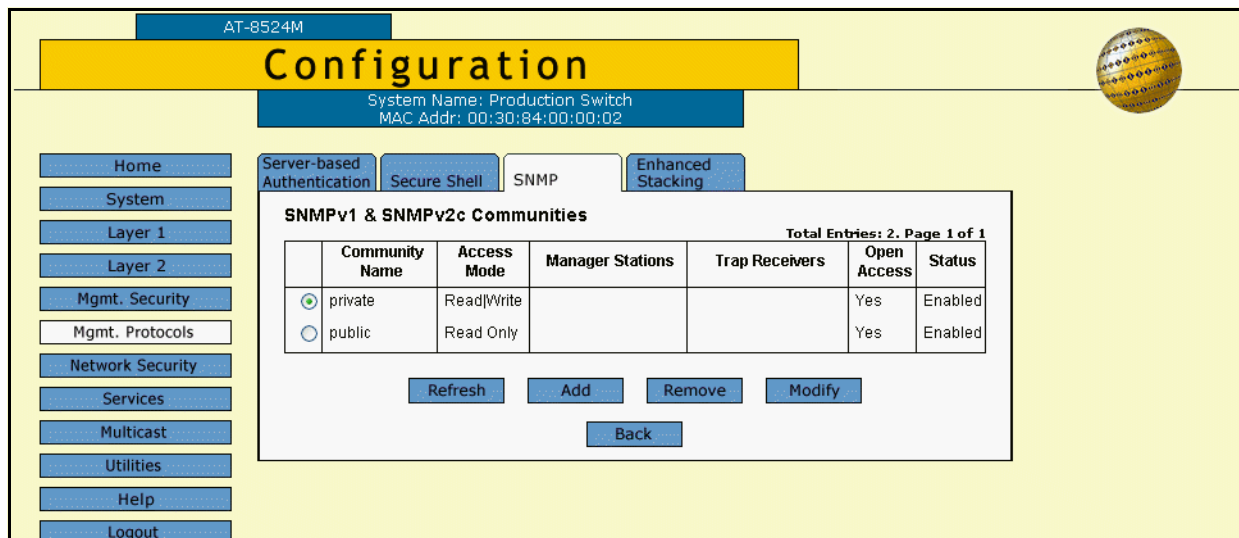 AT-8524M
Configuration
System Name: Production Switch
MAC Addr: 00:30:84:00:00:02
Home
System
Layer 1
Layer 2
Mgmt. Security
Mgmt. Protocols
Network Security
Services
Multicast
Utilities
Help
Logout
Server-based
Authentication
Secure Shell
SNMP
Enhanced
Stacking
SNMPv1 & SNMPv2c Communities
Total Entries: 2. Page 1 of 1
Community Name Access Mode Manager Stations Trap Receivers Open Access Status
private Read|Write Yes Enabled
public Read Only Yes Enabled
Refresh Add Remove Modify
Back